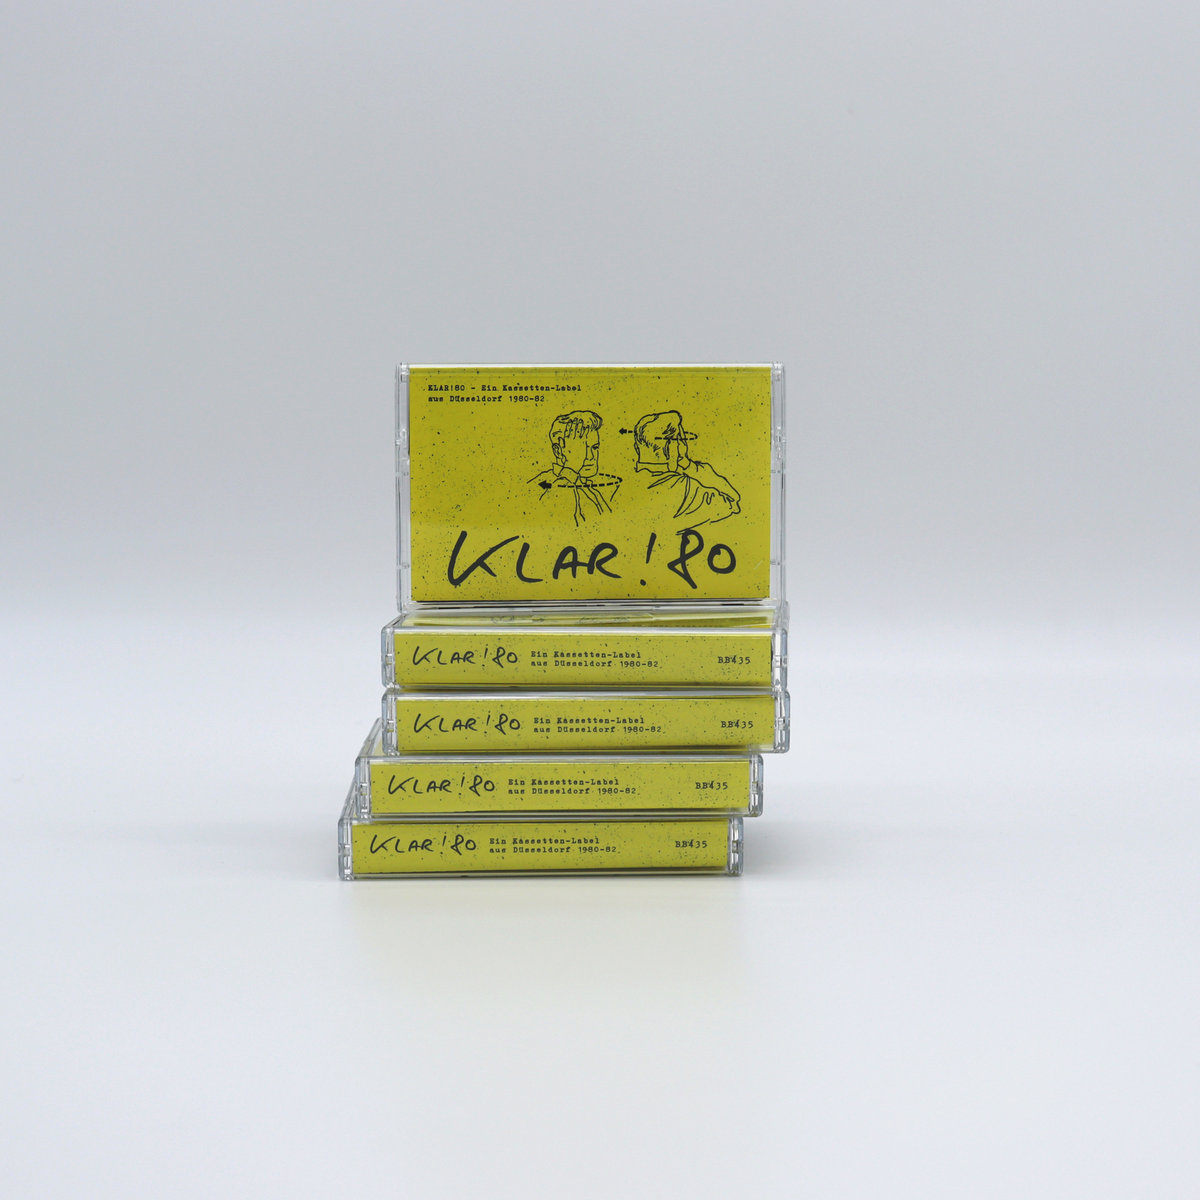 KLAR!80 - Ein Kassetten-Label
aus Düsseldorf 1980-82
KLAR!80
KLAR!80 Ein Kassetten-Label
aus Düsseldorf 1980-82
BB435
KLAR!80 Ein Kassetten-Label
aus Düsseldorf 1980-82
BB435
KLAR!80 Ein Kassetten-Label
aus Düsseldorf 1980-82
BB435
KLAR!80 Ein Kassetten-Label
aus Düsseldorf 1980-82
BB435